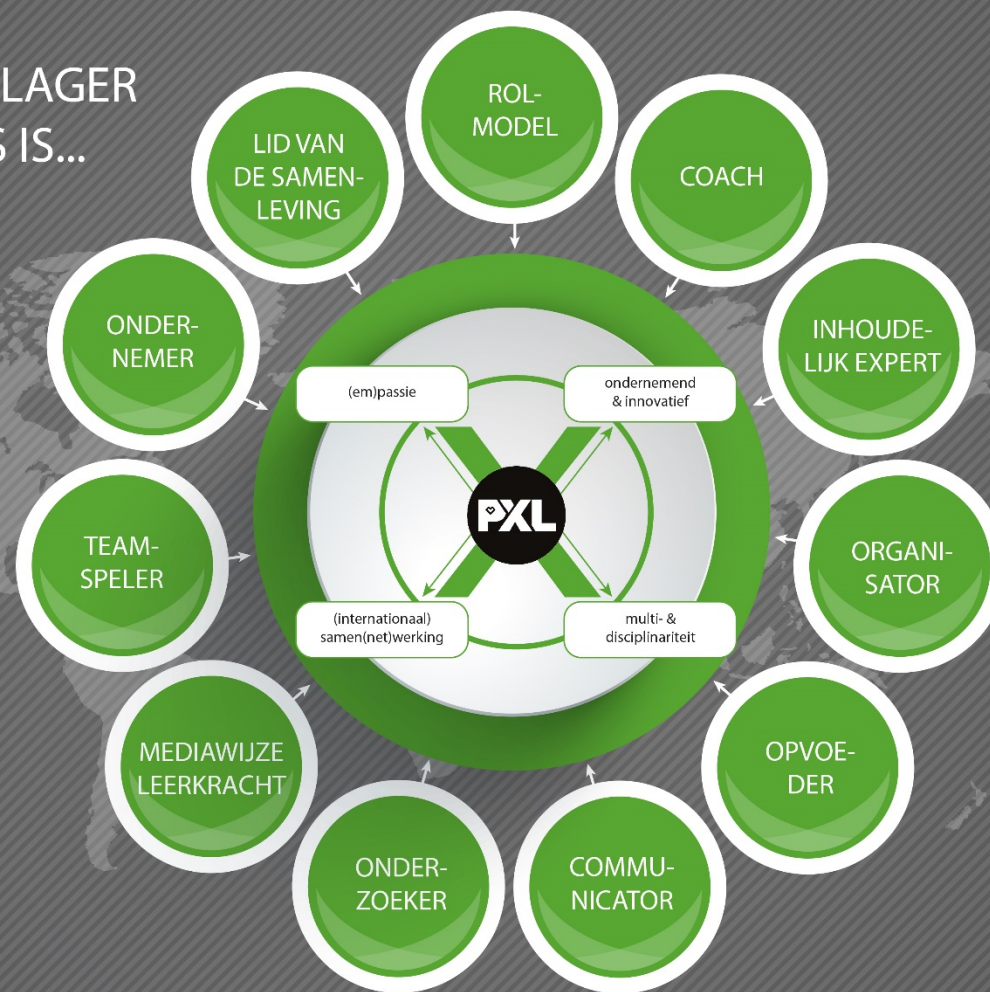 LAGER
S IS...
ROL-
MODEL
COACH
INHOUDE-
LIJK EXPERT
ORGANI-
SATOR
OPVOE-
DER
COMMU-
NICATOR
ONDER-
ZOEKER
MEDIAWIJZE
LEERKRACHT
TEAM-
SPELER
ONDER-
NEMER
LID VAN
DE SAMEN-
LEVING
(em)passie
ondernemend
& innovatief
PXL
(internationaal)
samen(net)werking
multi- &
disciplinariteit